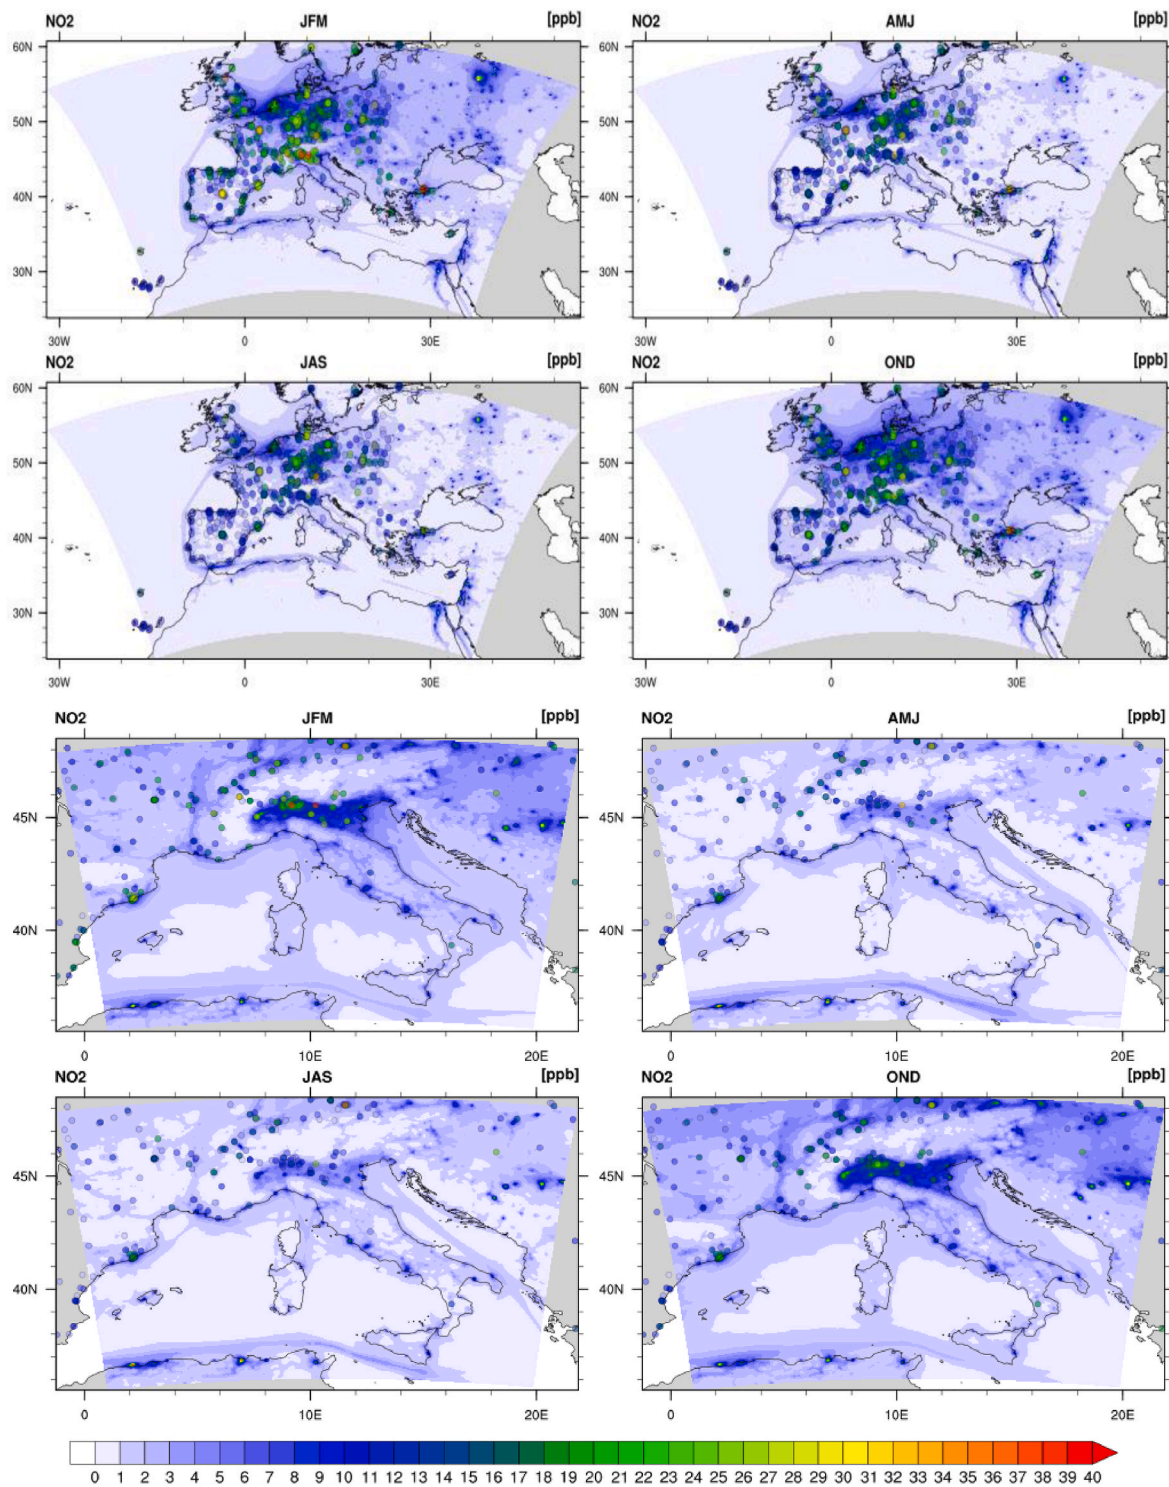 NO2 JFM [ppb] NO2 AMJ [ppb]
60N 60N
50N 50N
40N 40N
30N 30N
30W 0 30E 30W 0 30E
NO2 JAS [ppb] NO2 OND [ppb]
60N 60N
50N 50N
40N 40N
30N 30N
30W 0 30E 30W 0 30E
NO2 JFM [ppb] NO2 AMJ [ppb]
45N 45N
40N 40N
0 10E 20E 0 10E 20E
NO2 JAS [ppb] NO2 OND [ppb]
45N 45N
40N 40N
0 10E 20E 0 10E 20E
0 1 2 3 4 5 6 7 8 9 10 11 13 14 15 16 17 18 19 20 21 22 23 24 25 26 27 28 29 30 31 32 33 34 35 36 37 38 39 40